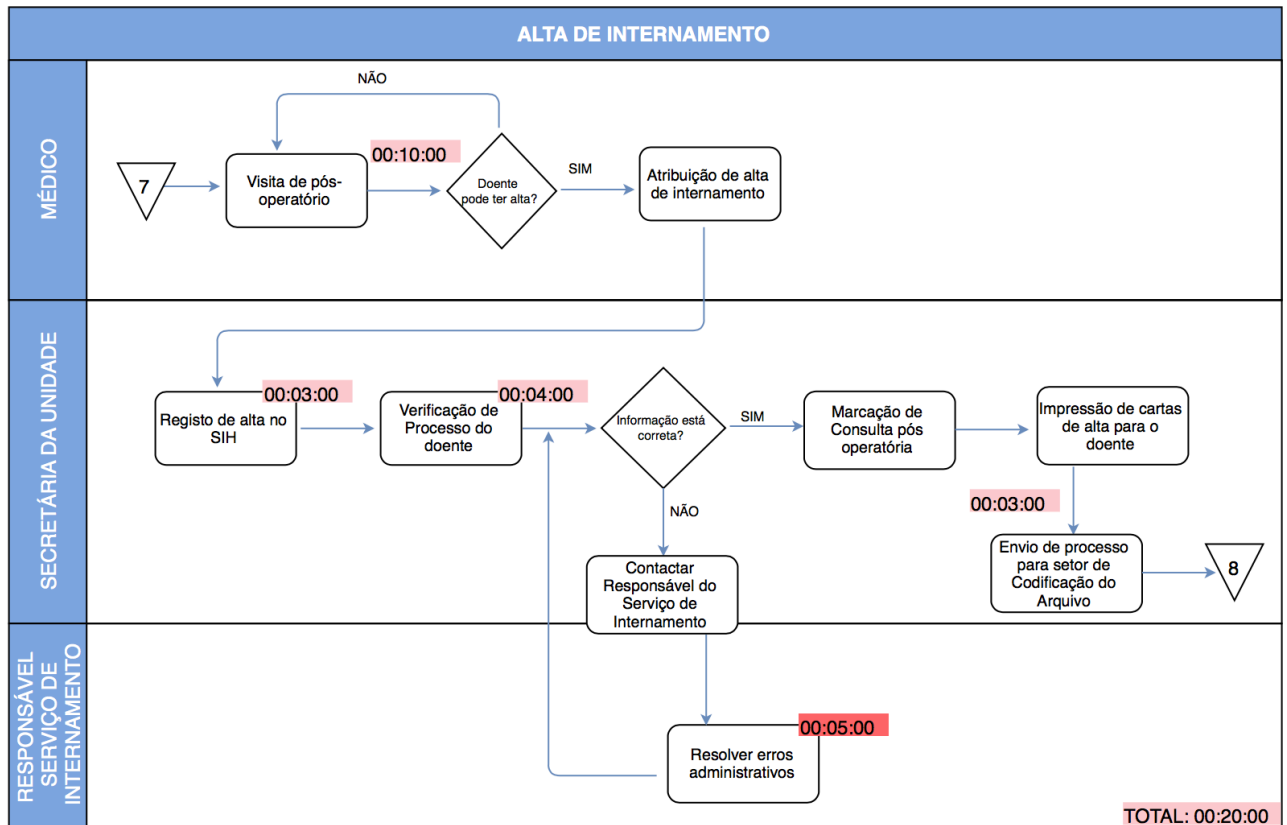 ALTA DE INTERNAMENTO
MÉDICO
NÃO
7
Visita de pós-
operatório
00:10:00
Doente
pode ter alta?
SIM
Atribuição de alta
de internamento
SECRETÁRIA DA UNIDADE
00:03:00
Registo de alta no
SIH
00:04:00
Verificação de
Processo do
doente
Informação está
correta?
SIM
Marcação de
Consulta pós
operatória
Impressão de cartas
de alta para o
doente
NÃO
00:03:00
Contactar
Responsável do
Serviço de
Internamento
Envio de processo
para setor de
Codificação do
Arquivo
8
RESPONSÁVEL
SERVIÇO DE
INTERNAMENTO
00:05:00
Resolver erros
administrativos
TOTAL: 00:20:00